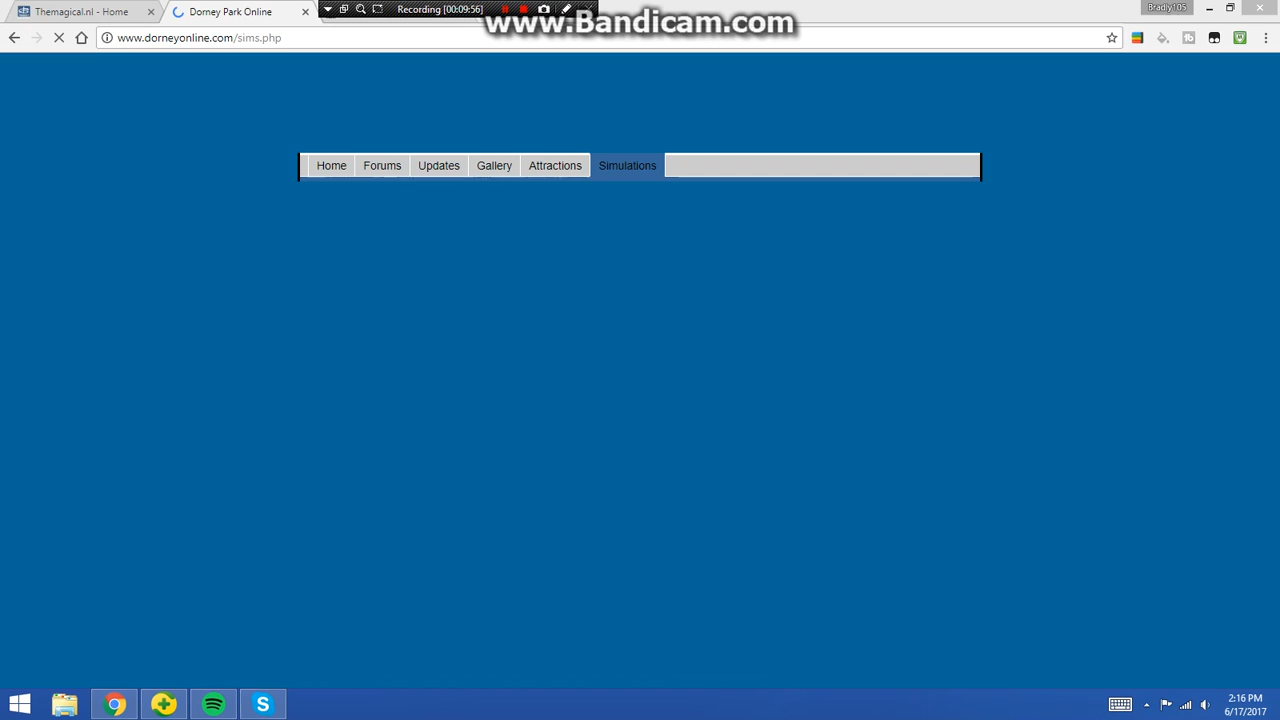 Themagical.nl - Home
Dorney Park Online
Recording [00:09:56]
www.Bandicam.com
Bradly105
www.dorneyonline.com/sims.php
Home
Forums
Updates
Gallery
Attractions
Simulations
2:16 PM
6/17/2017